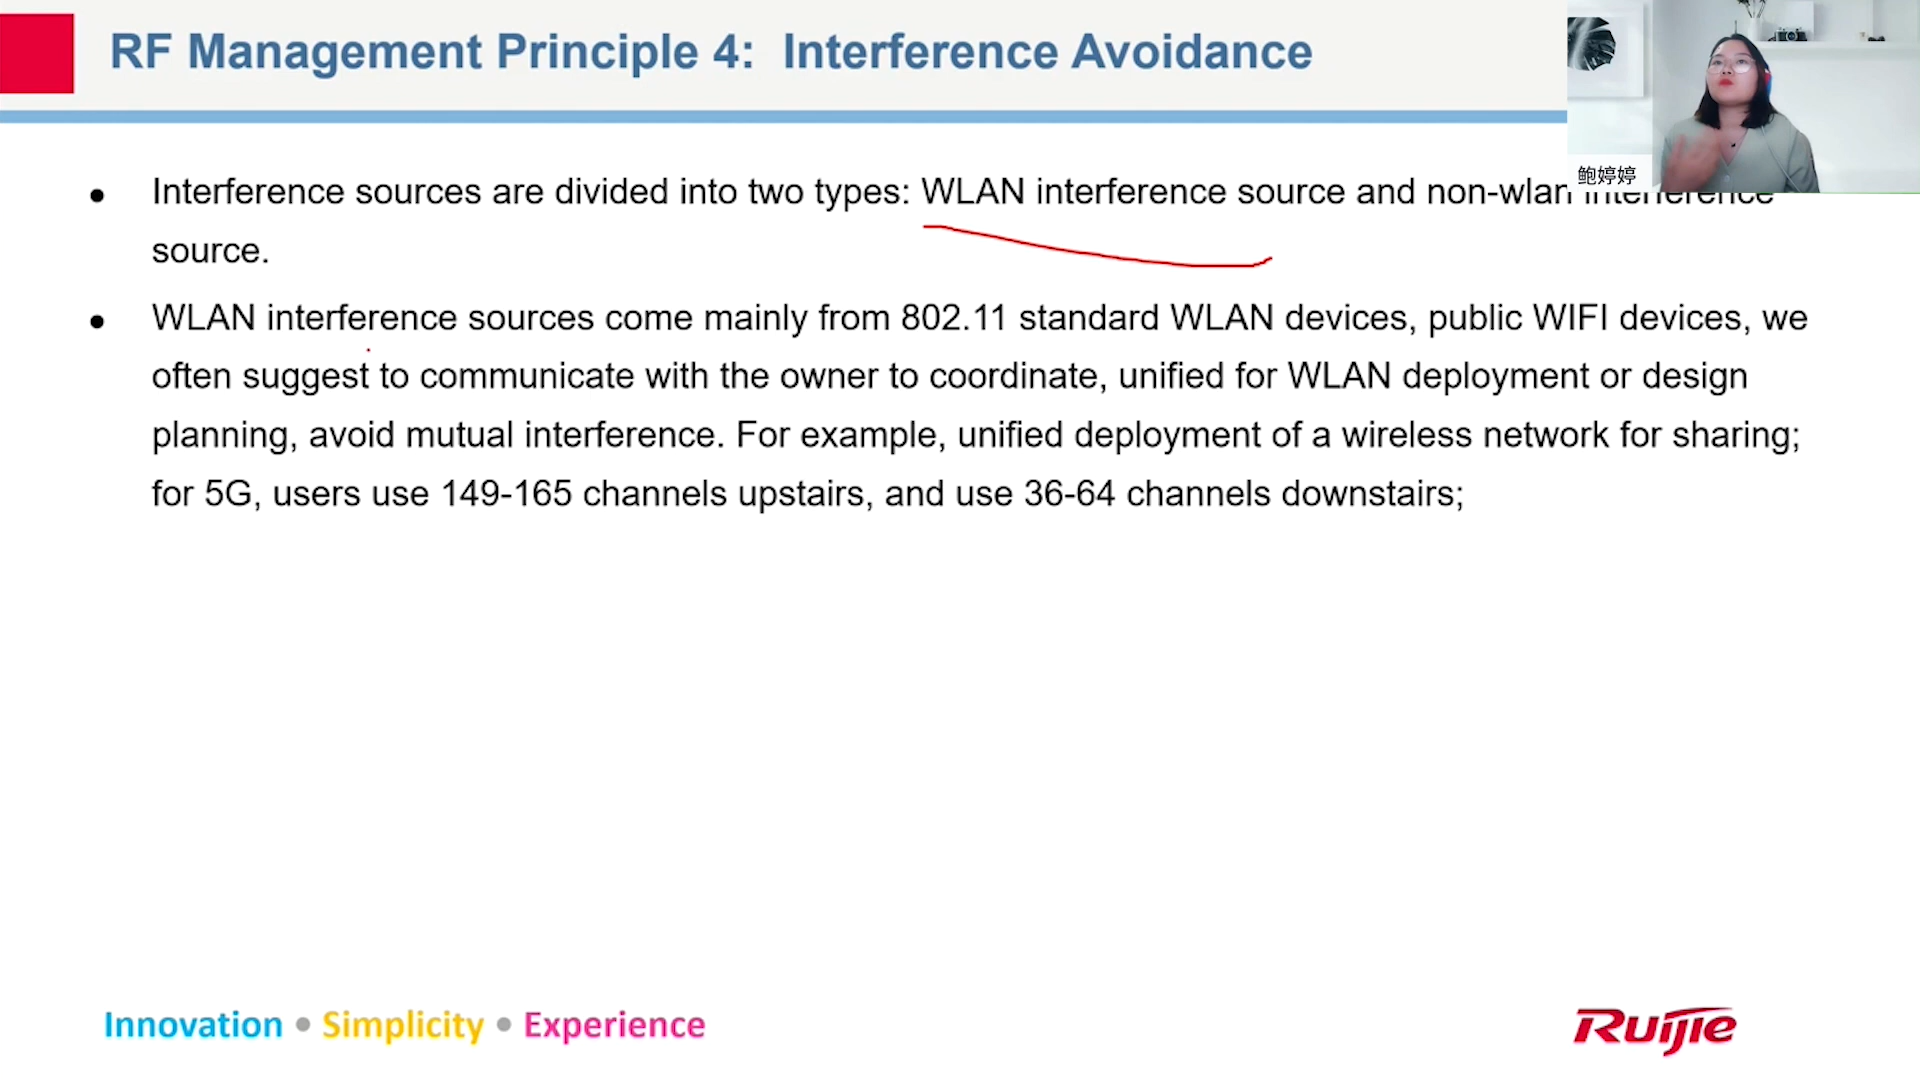 RF Management Principle 4: Interference Avoidance
鲍婷婷
Interference sources are divided into two types: WLAN interference source and non-wlan interference
source.
WLAN interference sources come mainly from 802.11 standard WLAN devices, public WIFI devices, we
often suggest to communicate with the owner to coordinate, unified for WLAN deployment or design
planning, avoid mutual interference. For example, unified deployment of a wireless network for sharing;
for 5G, users use 149-165 channels upstairs, and use 36-64 channels downstairs;
Innovation • Simplicity • Experience
Ruijie